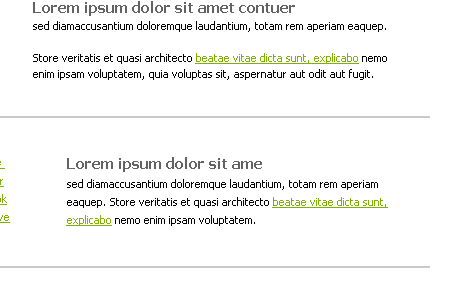 Lorem ipsum dolor sit amet contuer
sed diamaccusantium doloremque laudantium, totam rem aperiam eaquep.
Store veritatis et quasi architecto beatae vitae dicta sunt, explicabo nemo
enim ipsam voluptatem, quia voluptas sit, aspernatur aut odit aut fugit.
Lorem ipsum dolor sit ame
sed diamaccusantium doloremque laudantium, totam rem aperiam
eaquep. Store veritatis et quasi architecto beatae vitae dicta sunt,
explicabo nemo enim ipsam voluptatem.